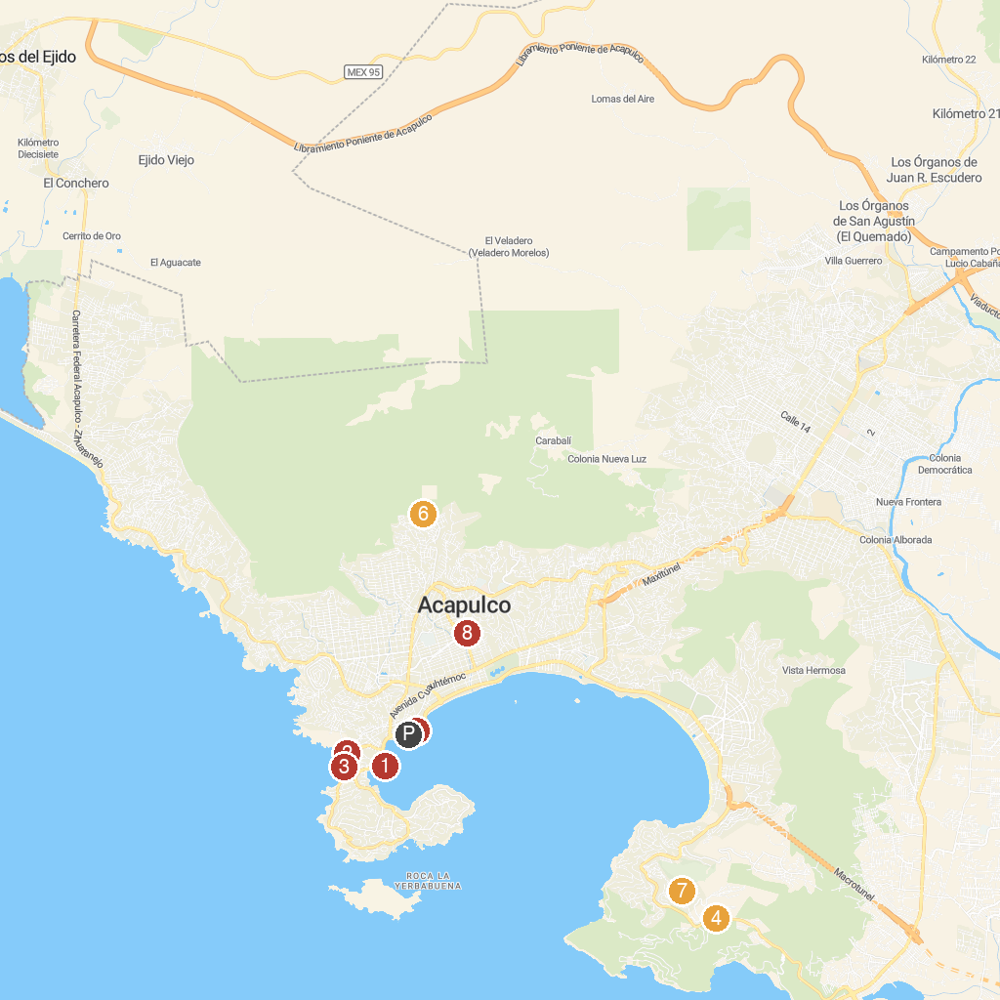 os del Ejido
MEX 95
Libramiento Poniente de Acapulco
Kilómetro 22
Lomas del Aire
Kilómetro 21
Libramiento Poniente de Acapulco
Kilómetro
Diecisiete
Ejido Viejo
El Conchero
Los Órganos de
Juan R. Escudero
Los Órganos
de San Agustín
(El Quemado)
Cerrito de Oro
El Veladero
(Veladero Morelos)
El Aguacate
Villa Guerrero
Campamento Po
Lucio Cabaña
Viaducto
Carretera Federal Acapulco - Zihuatanejo
Calle 14
2
Carabalí
Colonia Nueva Luz
Colonia
Democrática
Nueva Frontera
6
Colonia Alborada
Maxitúnel
Acapulco
8
Vista Hermosa
Avenida Cuauhtémoc
P
2
3
1
Macrotunel
ROCA LA
YERBABUENA
7
4